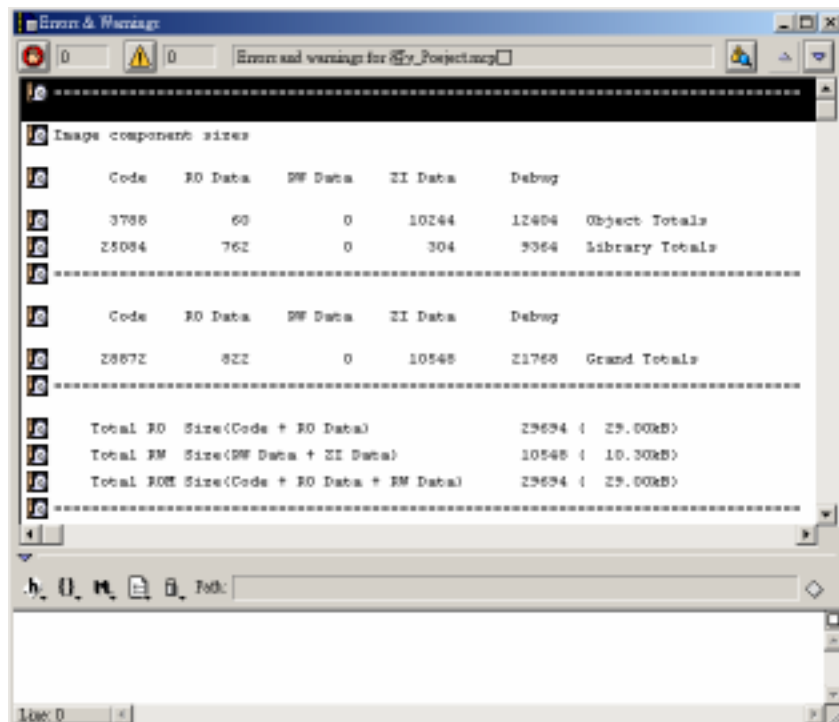 Errors & Warnings
0 0 Errors and warnings for
Image component sizes
Code RO Data RW Data ZI Data Debug
3788 60 0 10244 12404 Object Totals
25084 762 0 304 9364 Library Totals
Code RO Data RW Data ZI Data Debug
28872 822 0 10548 21768 Grand Totals
Total RO Size(Code + RO Data) 29694 ( 29.00kB)
Total RW Size(RW Data + ZI Data) 10548 ( 10.30kB)
Total ROM Size(Code + RO Data + RW Data) 29694 ( 29.00kB)
Path:
Line: 0